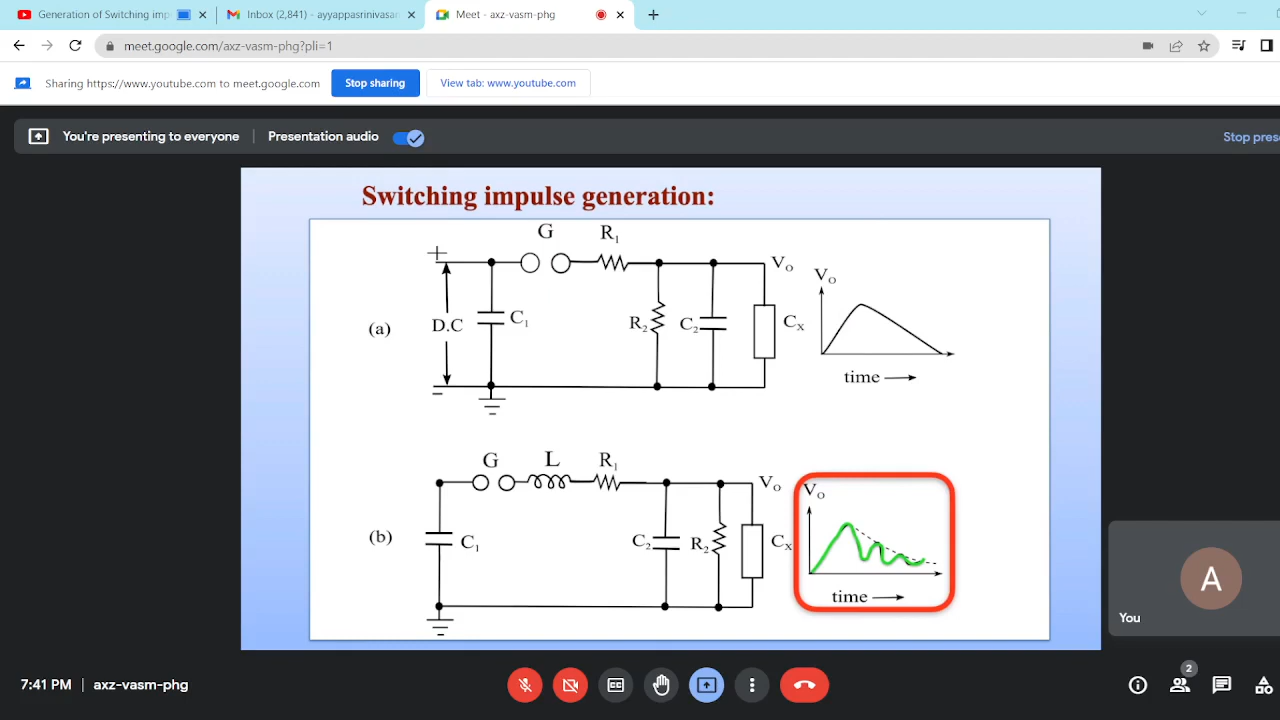 Generation of Switching imp
Inbox (2,841) - ayyappasrinivasan
Meet - axz-vasm-phg
meet.google.com/axz-vasm-phg?pli=1
Sharing https://www.youtube.com to meet.google.com
Stop sharing
View tab: www.youtube.com
You're presenting to everyone
Presentation audio
Stop pres
Switching impulse generation:
G
R₁
+
V₀
V₀
(a)
D.C
C₁
R₂
C₂
Cₓ
time
-
G
L
R₁
V₀
V₀
(b)
C₁
C₂
R₂
Cₓ
time
A
You
7:41 PM | axz-vasm-phg
2